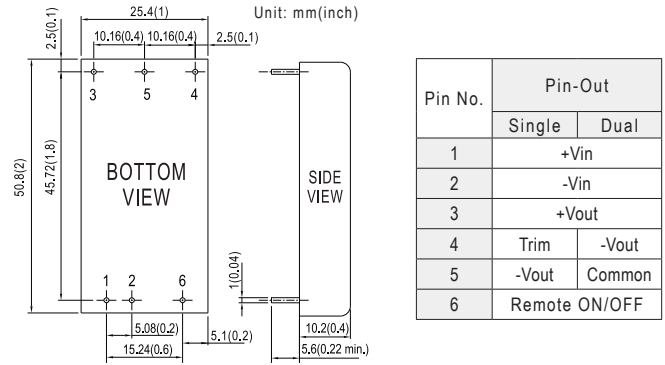 Unit: mm(inch)
25.4(1)
2.5(0.1)
10.16(0.4) 10.16(0.4) 2.5(0.1)
3 5 4
50.8(2)
45.72(1.8)
BOTTOM
VIEW
1 2 6
5.08(0.2)
15.24(0.6)
5.1(0.2)
SIDE
VIEW
1(0.04)
10.2(0.4)
5.6(0.22 min.)
Pin No. Pin-Out
Single Dual
1 +Vin
2 -Vin
3 +Vout
4 Trim -Vout
5 -Vout Common
6 Remote ON/OFF